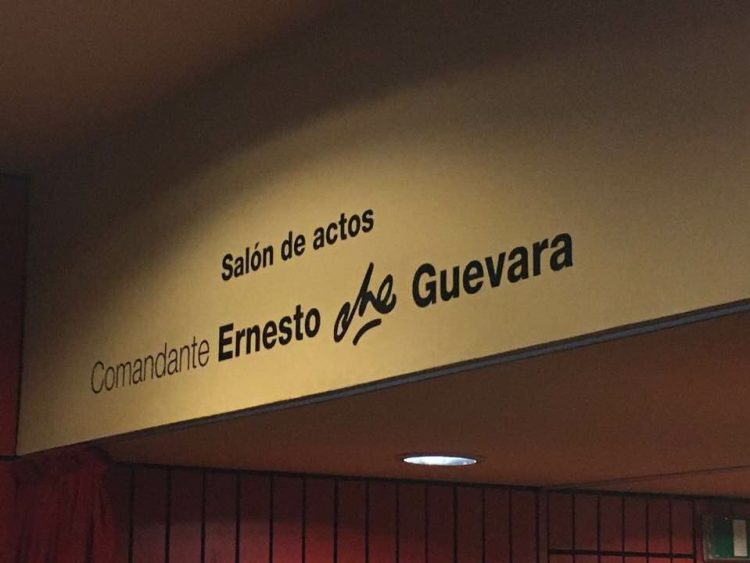 Salón de actos
Comandante Ernesto che Guevara